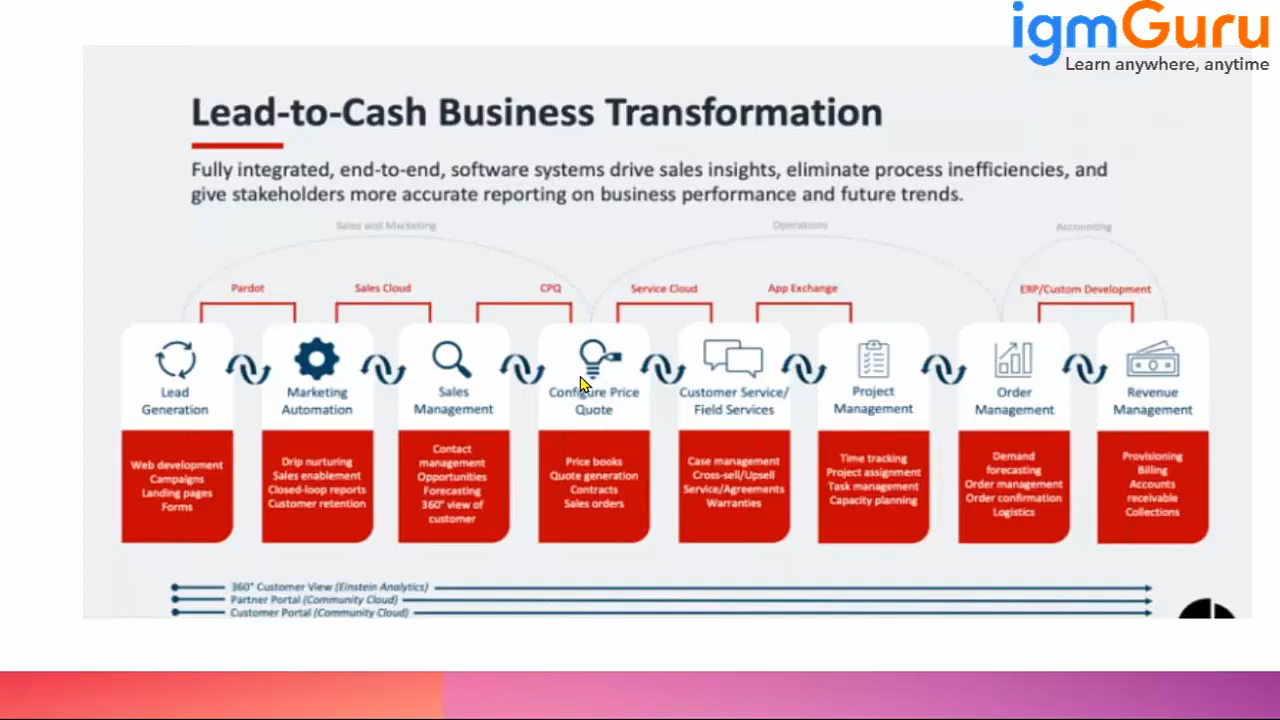 igmGuru
Learn anywhere, anytime
Lead-to-Cash Business Transformation
Fully integrated, end-to-end, software systems drive sales insights, eliminate process inefficiencies, and
give stakeholders more accurate reporting on business performance and future trends.
Sales and Marketing
Operations
Accounting
Pardot
Sales Cloud
CPQ
Service Cloud
App Exchange
ERP/Custom Development
Lead
Generation
Web development
Campaigns
Landing pages
Forms
Marketing
Automation
Drip nurturing
Sales enablement
Closed-loop reports
Customer retention
Sales
Management
Contact
management
Opportunities
Forecasting
360° view of
customer
Configure Price
Quote
Price books
Quote generation
Contracts
Sales orders
Customer Service/
Field Services
Case management
Cross-sell/Upsell
Service/Agreements
Warranties
Project
Management
Time tracking
Project assignment
Task management
Capacity planning
Order
Management
Demand
forecasting
Order management
Order confirmation
Logistics
Revenue
Management
Provisioning
Billing
Accounts
receivable
Collections
360° Customer View (Einstein Analytics)
Partner Portal (Community Cloud)
Customer Portal (Community Cloud)